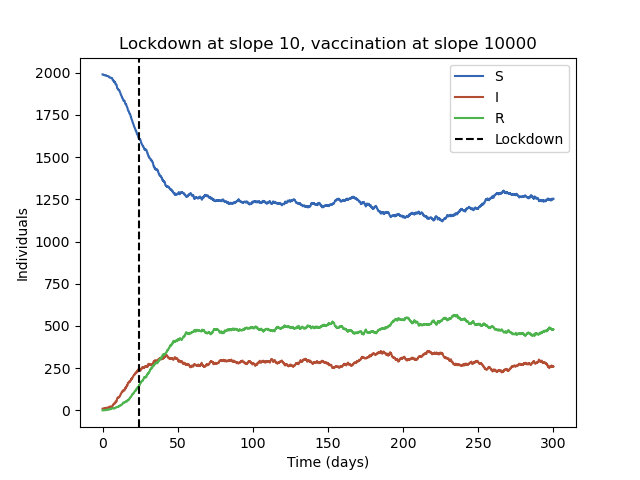 Lockdown at slope 10, vaccination at slope 10000
2000
1750
1500
1250
1000
750
500
250
0
Individuals
S
I
R
Lockdown
0 50 100 150 200 250 300
Time (days)